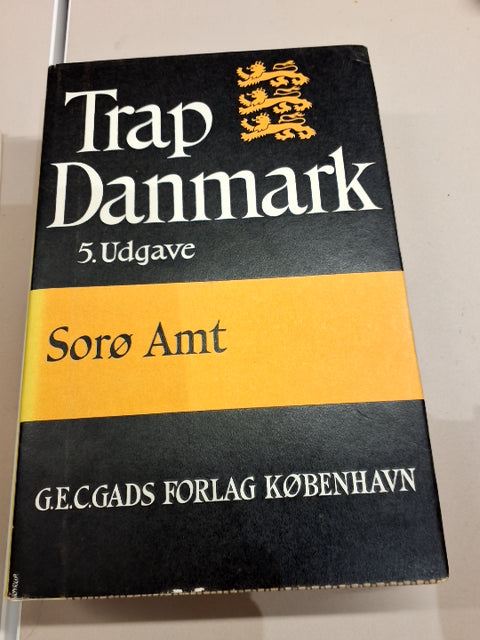 Trap
Danmark
5. Udgave
Sorø Amt
G.E.C.GADS FORLAG KØBENHAVN